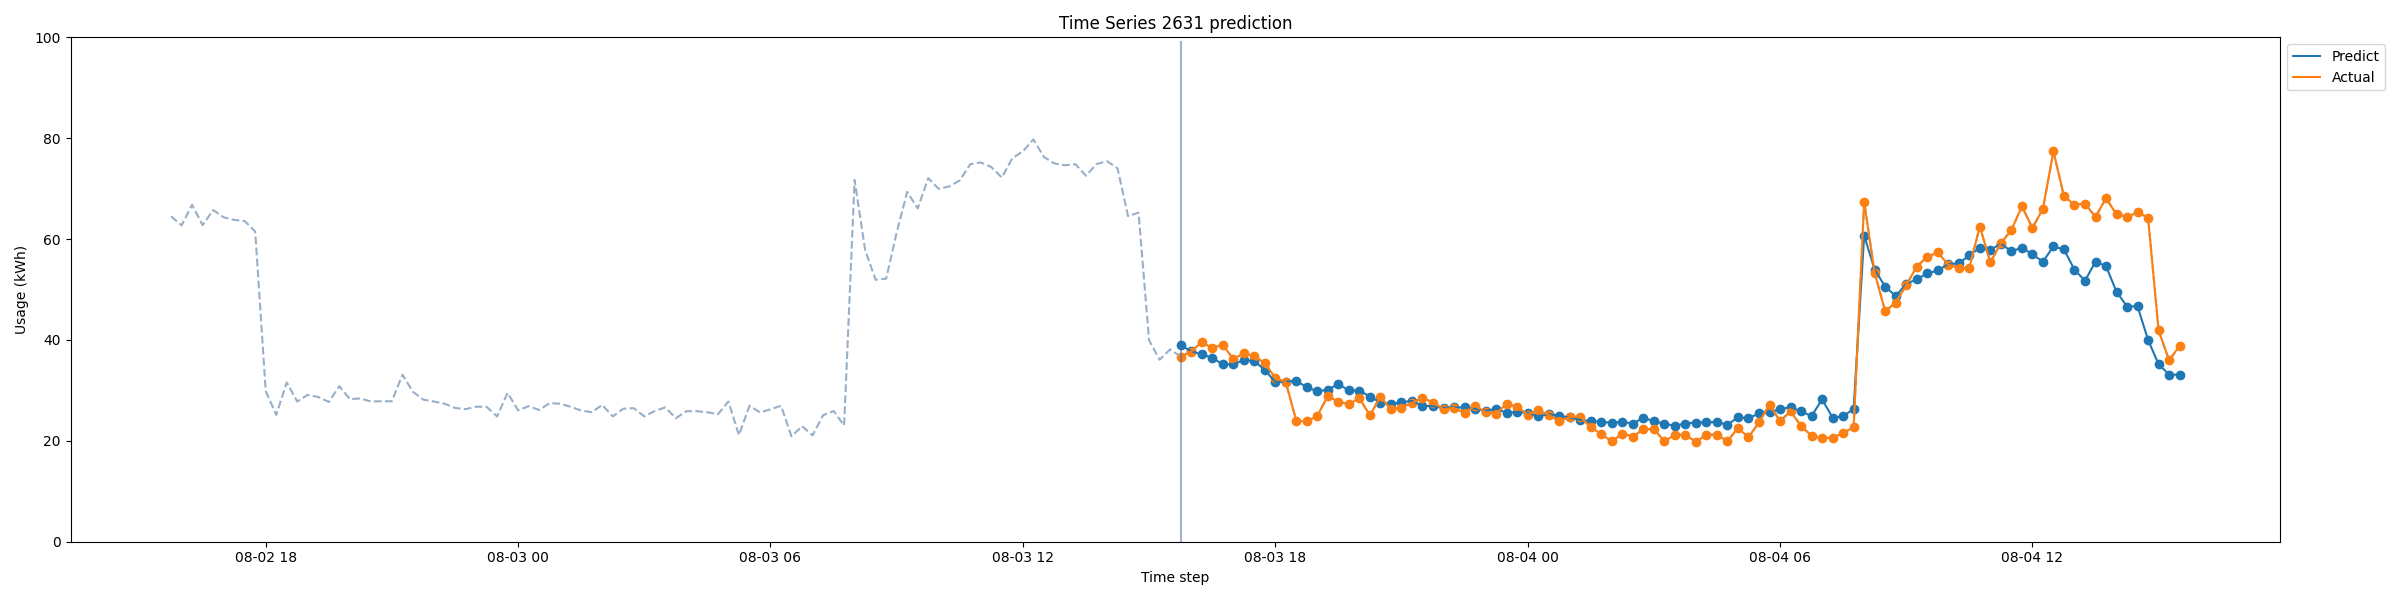 Time Series 2631 prediction
Predict
Actual
100
80
60
40
20
0
Usage (kWh)
08-02 18
08-03 00
08-03 06
08-03 12
08-03 18
08-04 00
08-04 06
08-04 12
Time step